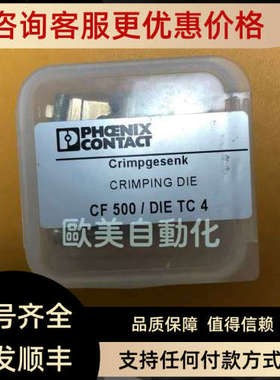 咨询客服更优惠价格
PHOENIX
CONTACT
Crimpgesenk
CRIMPING DIE
CF 500 / DIE TC 4
歐美自動化
号齐全
品质保障 值得信赖
发顺丰
支持任何付款方式